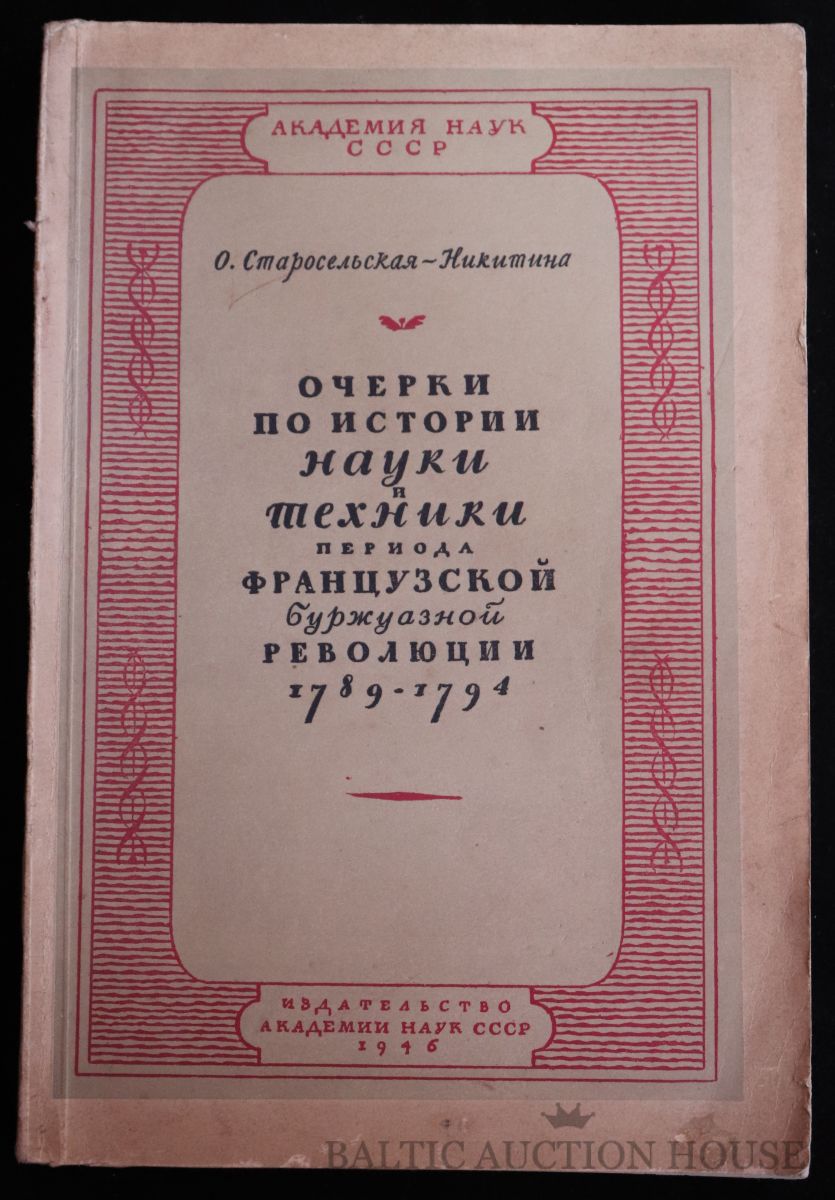 АКАДЕМИЯ НАУК
СССР
О. Старосельская-Никитина
ОЧЕРКИ
ПО ИСТОРИИ
науки
и
техники
ПЕРИОДА
ФРАНЦУЗСКОЙ
буржуазной
РЕВОЛЮЦИИ
1789-1794
ИЗДАТЕЛЬСТВО
АКАДЕМИИ НАУК СССР
1946
BALTIC AUCTION HOUSE